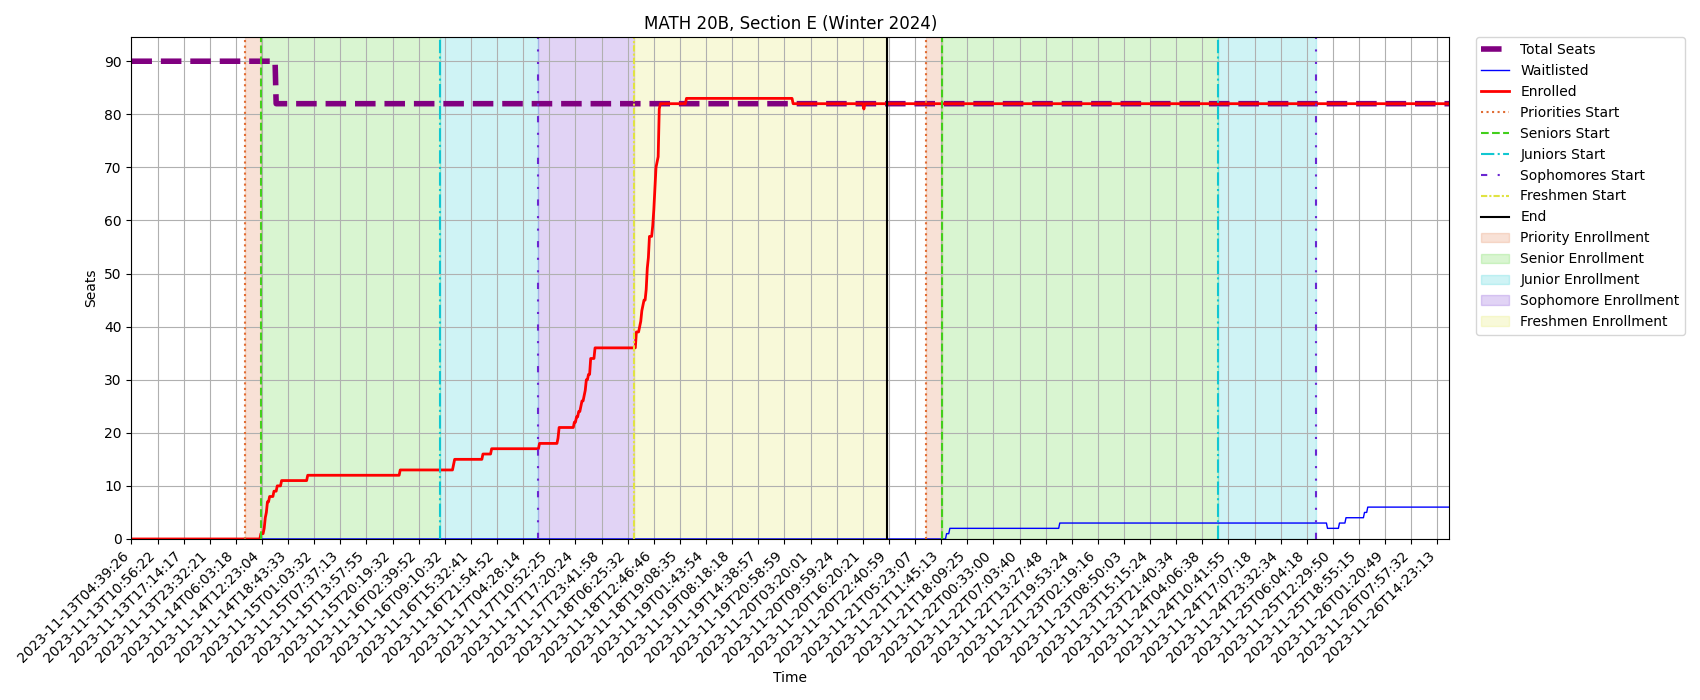 MATH 20B, Section E (Winter 2024)
Seats
90
80
70
60
50
40
30
20
10
0
2023-11-13T04:39:26
2023-11-13T10:56:22
2023-11-13T17:14:17
2023-11-13T23:32:21
2023-11-14T06:03:18
2023-11-14T12:23:04
2023-11-14T18:43:33
2023-11-15T01:03:32
2023-11-15T07:37:13
2023-11-15T13:57:55
2023-11-15T20:19:32
2023-11-16T02:39:52
2023-11-16T09:10:32
2023-11-16T15:32:41
2023-11-16T21:54:52
2023-11-17T04:28:14
2023-11-17T10:52:25
2023-11-17T17:20:24
2023-11-17T23:41:58
2023-11-18T06:25:32
2023-11-18T12:46:46
2023-11-18T19:08:35
2023-11-19T01:43:54
2023-11-19T08:18:18
2023-11-19T14:38:57
2023-11-19T20:58:59
2023-11-20T03:20:01
2023-11-20T09:59:24
2023-11-20T16:20:21
2023-11-20T22:40:59
2023-11-21T05:23:07
2023-11-21T11:45:13
2023-11-21T18:09:25
2023-11-22T00:33:00
2023-11-22T07:03:40
2023-11-22T13:27:48
2023-11-22T19:53:24
2023-11-23T02:19:16
2023-11-23T08:50:03
2023-11-23T15:15:24
2023-11-23T21:40:34
2023-11-24T04:06:38
2023-11-24T10:41:55
2023-11-24T17:07:18
2023-11-24T23:32:34
2023-11-25T06:04:18
2023-11-25T12:29:50
2023-11-25T18:55:15
2023-11-26T01:20:49
2023-11-26T07:57:32
2023-11-26T14:23:13
Time
Total Seats
Waitlisted
Enrolled
Priorities Start
Seniors Start
Juniors Start
Sophomores Start
Freshmen Start
End
Priority Enrollment
Senior Enrollment
Junior Enrollment
Sophomore Enrollment
Freshmen Enrollment